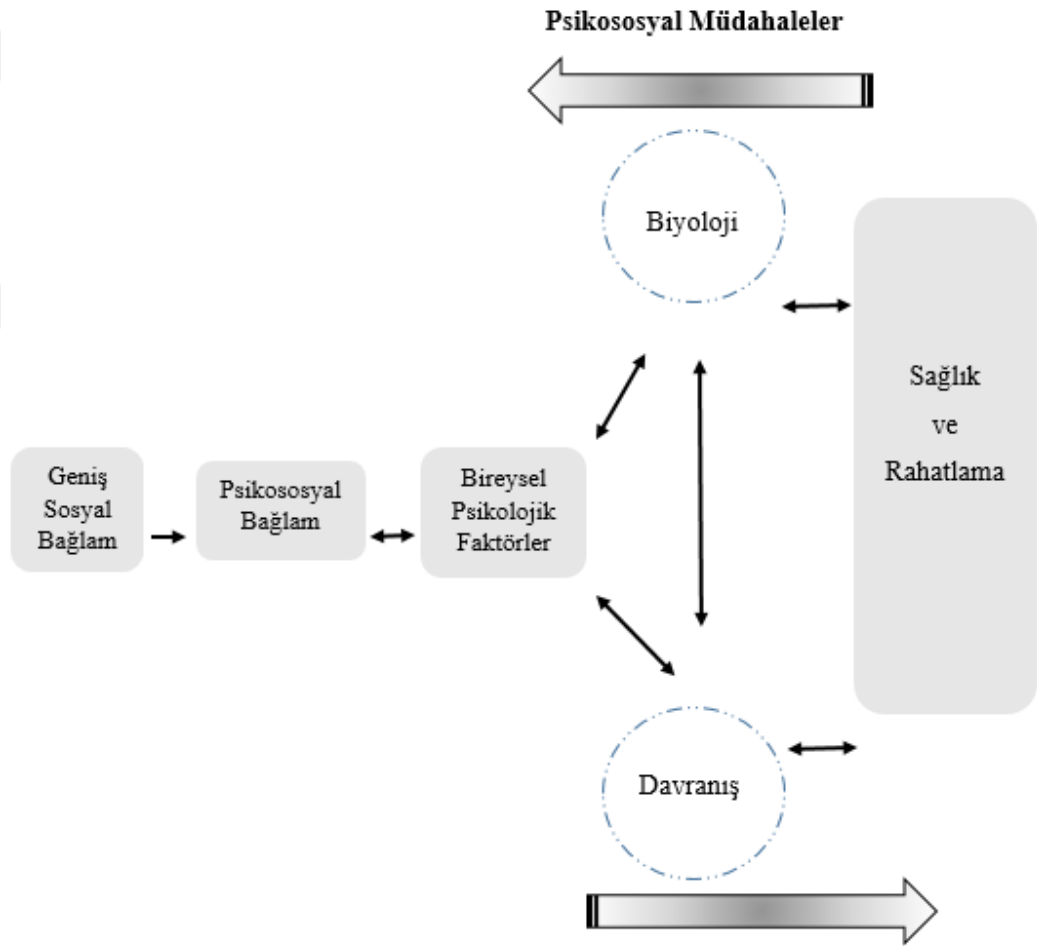 Psikososyal Müdahaleler
Biyoloji
Sağlık
ve
Rahatlama
Geniş
Sosyal
Bağlam
Psikososyal
Bağlam
Bireysel
Psikolojik
Faktörler
Davranış